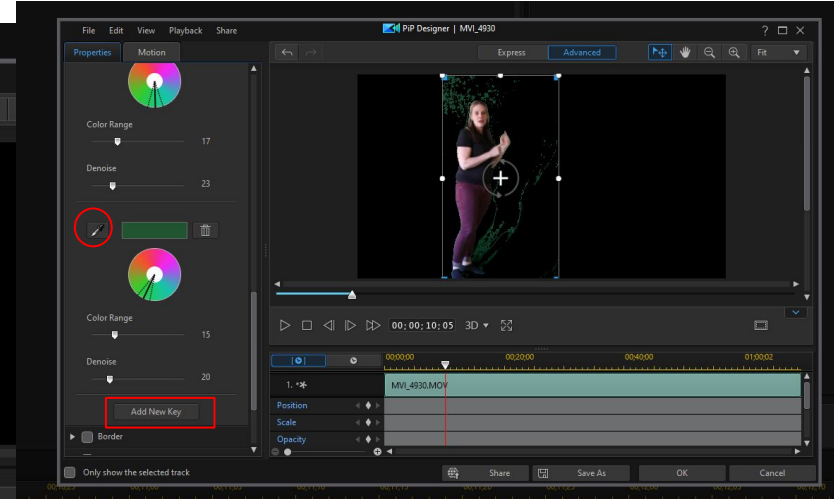 File Edit View Playback Share
PiP Designer | MVI_4930
Properties Motion
Express Advanced
Fit
Color Range
17
Denoise
23
Color Range
15
Denoise
20
Add New Key
Border
00;00;10;05 3D
00;00;00 00;20;00 00;40;00 01;00;02
1.
MVI_4930.MOV
Position
Scale
Opacity
Only show the selected track
Share Save As OK Cancel